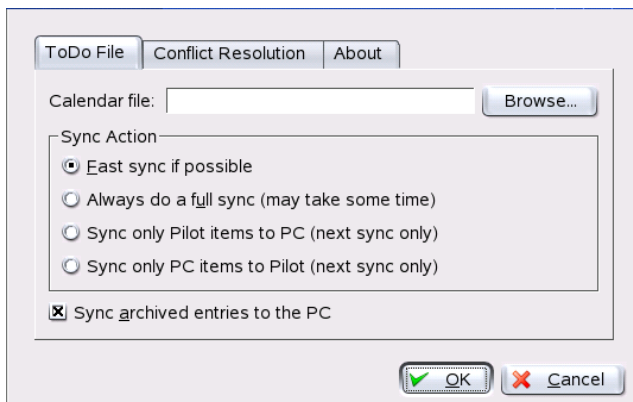 ToDo File Conflict Resolution About
Calendar file: Browse...
Sync Action
Fast sync if possible
Always do a full sync (may take some time)
Sync only Pilot items to PC (next sync only)
Sync only PC items to Pilot (next sync only)
Sync archived entries to the PC
OK Cancel